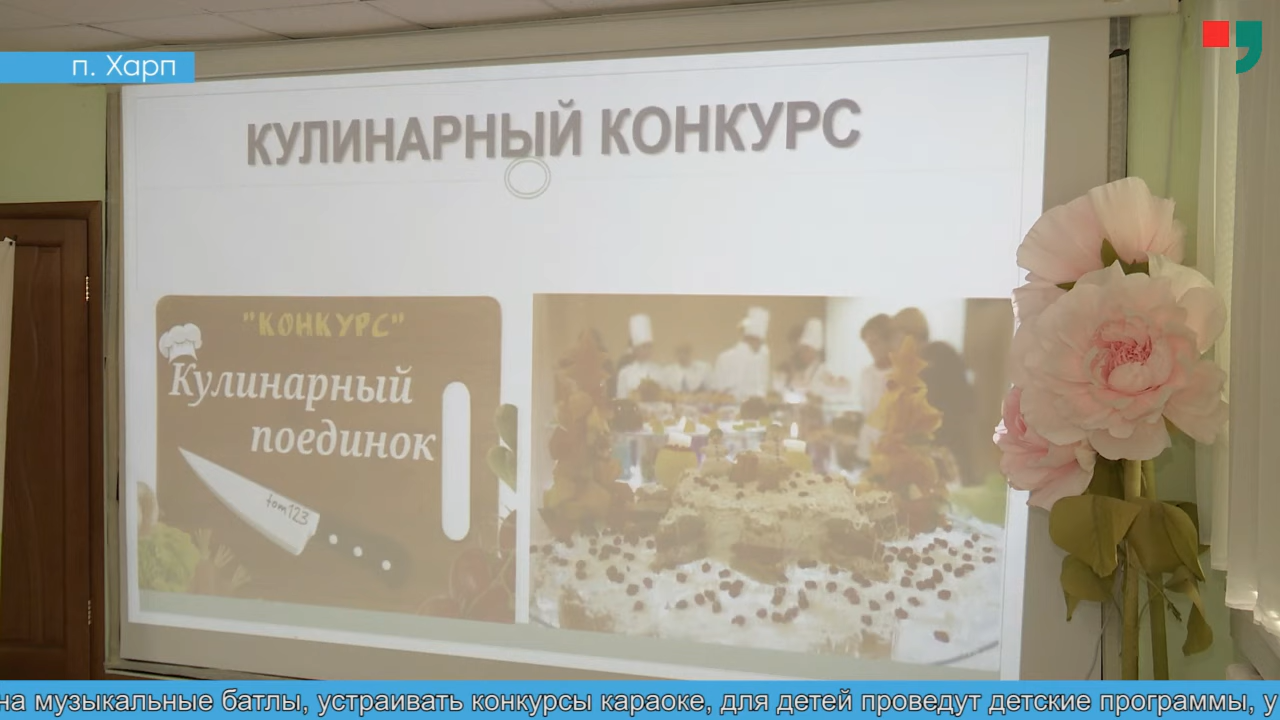 п. Харп
КУЛИНАРНЫЙ КОНКУРС
"КОНКУРС"
Кулинарный
поединок
tom123
на музыкальные батлы, устраивать конкурсы караоке, для детей проведут детские программы, у